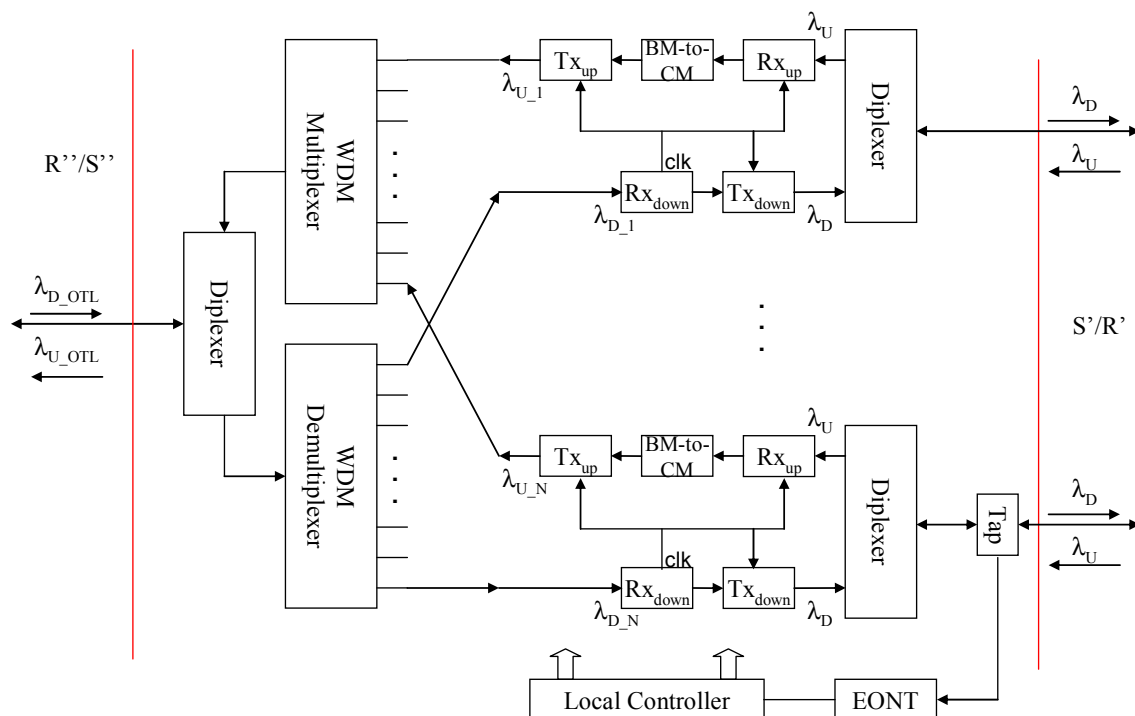 λU
Txup
BM-to-
CM
Rxup
λU_1
WDM
Multiplexer
Diplexer
λD
λU
R’’/S’’
clk
Rxdown
Txdown
λD_1
λD
Diplexer
λD_OTL
λU_OTL
S’/R’
WDM
Demultiplexer
λU
Txup
BM-to-
CM
Rxup
λU_N
Diplexer
Tap
λD
λU
clk
Rxdown
Txdown
λD_N
λD
Local Controller
EONT